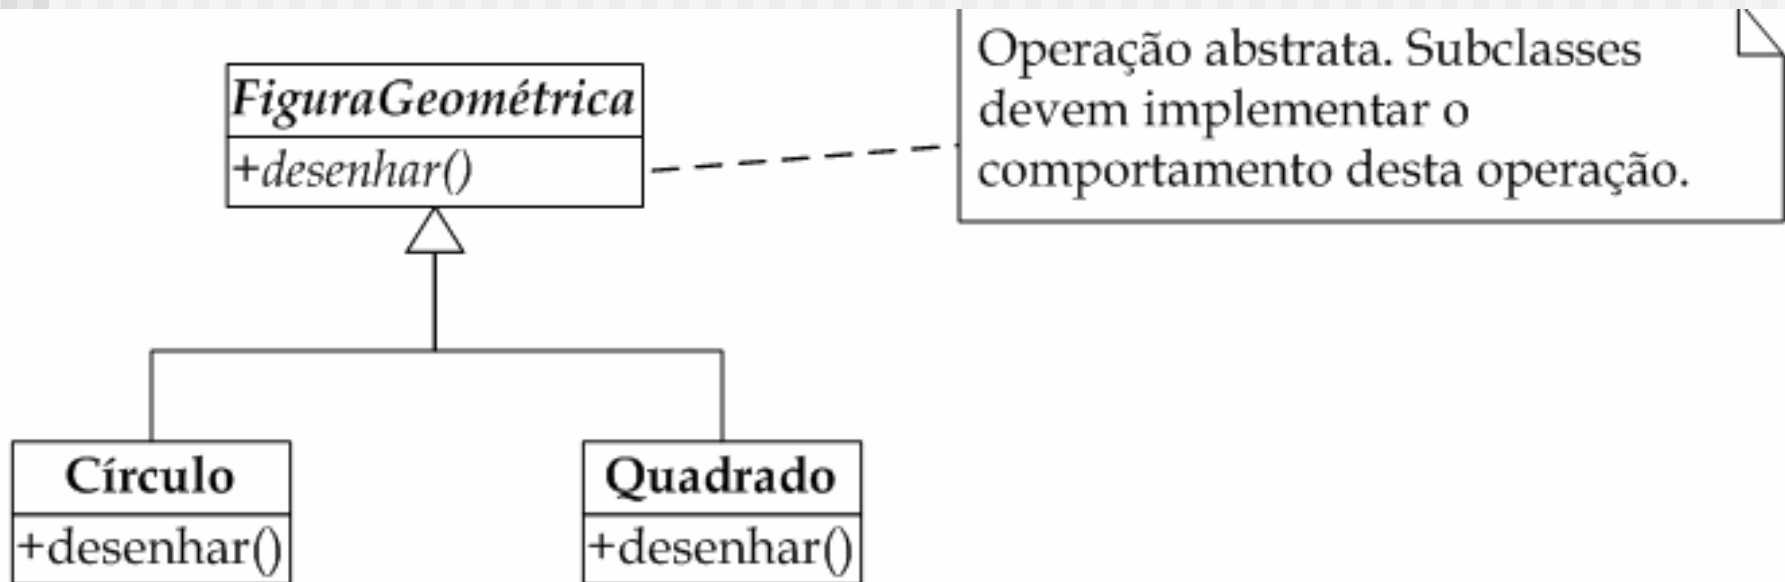 FiguraGeométrica
+desenhar()
Operação abstrata. Subclasses
devem implementar o
comportamento desta operação.
Círculo
+desenhar()
Quadrado
+desenhar()